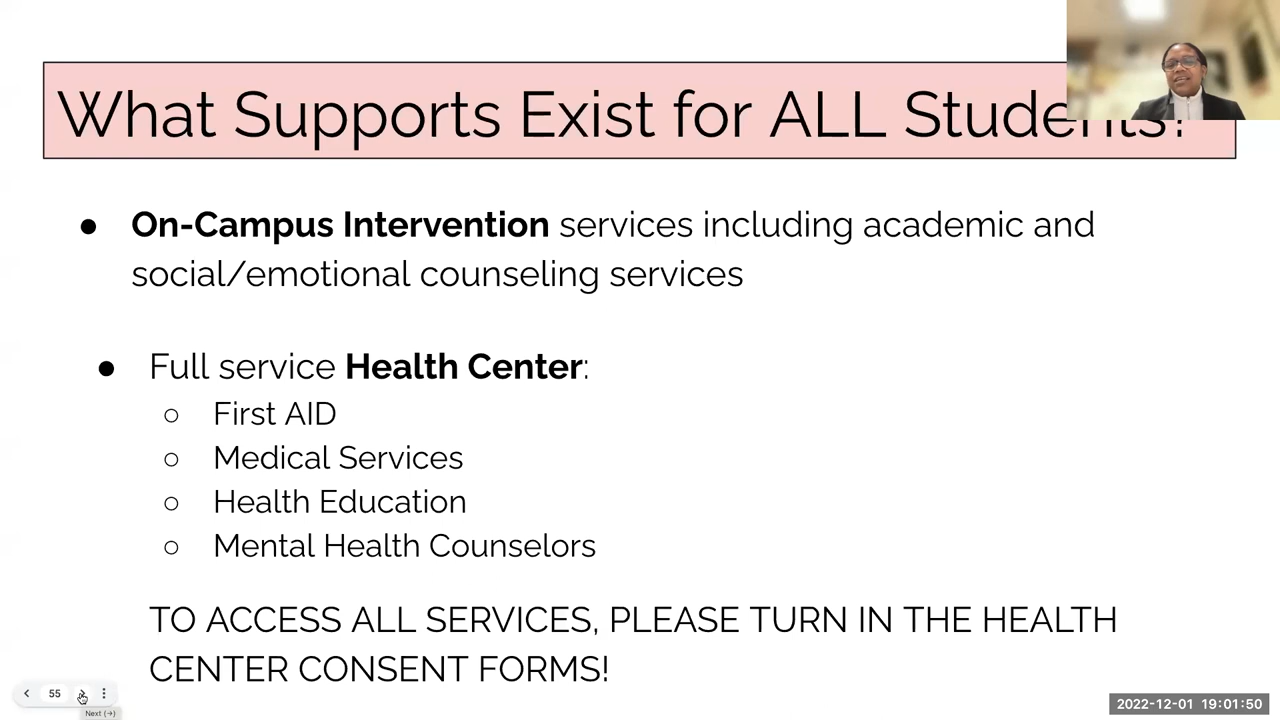 What Supports Exist for ALL Students?
● On-Campus Intervention services including academic and
social/emotional counseling services
● Full service Health Center:
○ First AID
○ Medical Services
○ Health Education
○ Mental Health Counselors
TO ACCESS ALL SERVICES, PLEASE TURN IN THE HEALTH
CENTER CONSENT FORMS!
55
Next (→)
2022-12-01 19:01:50